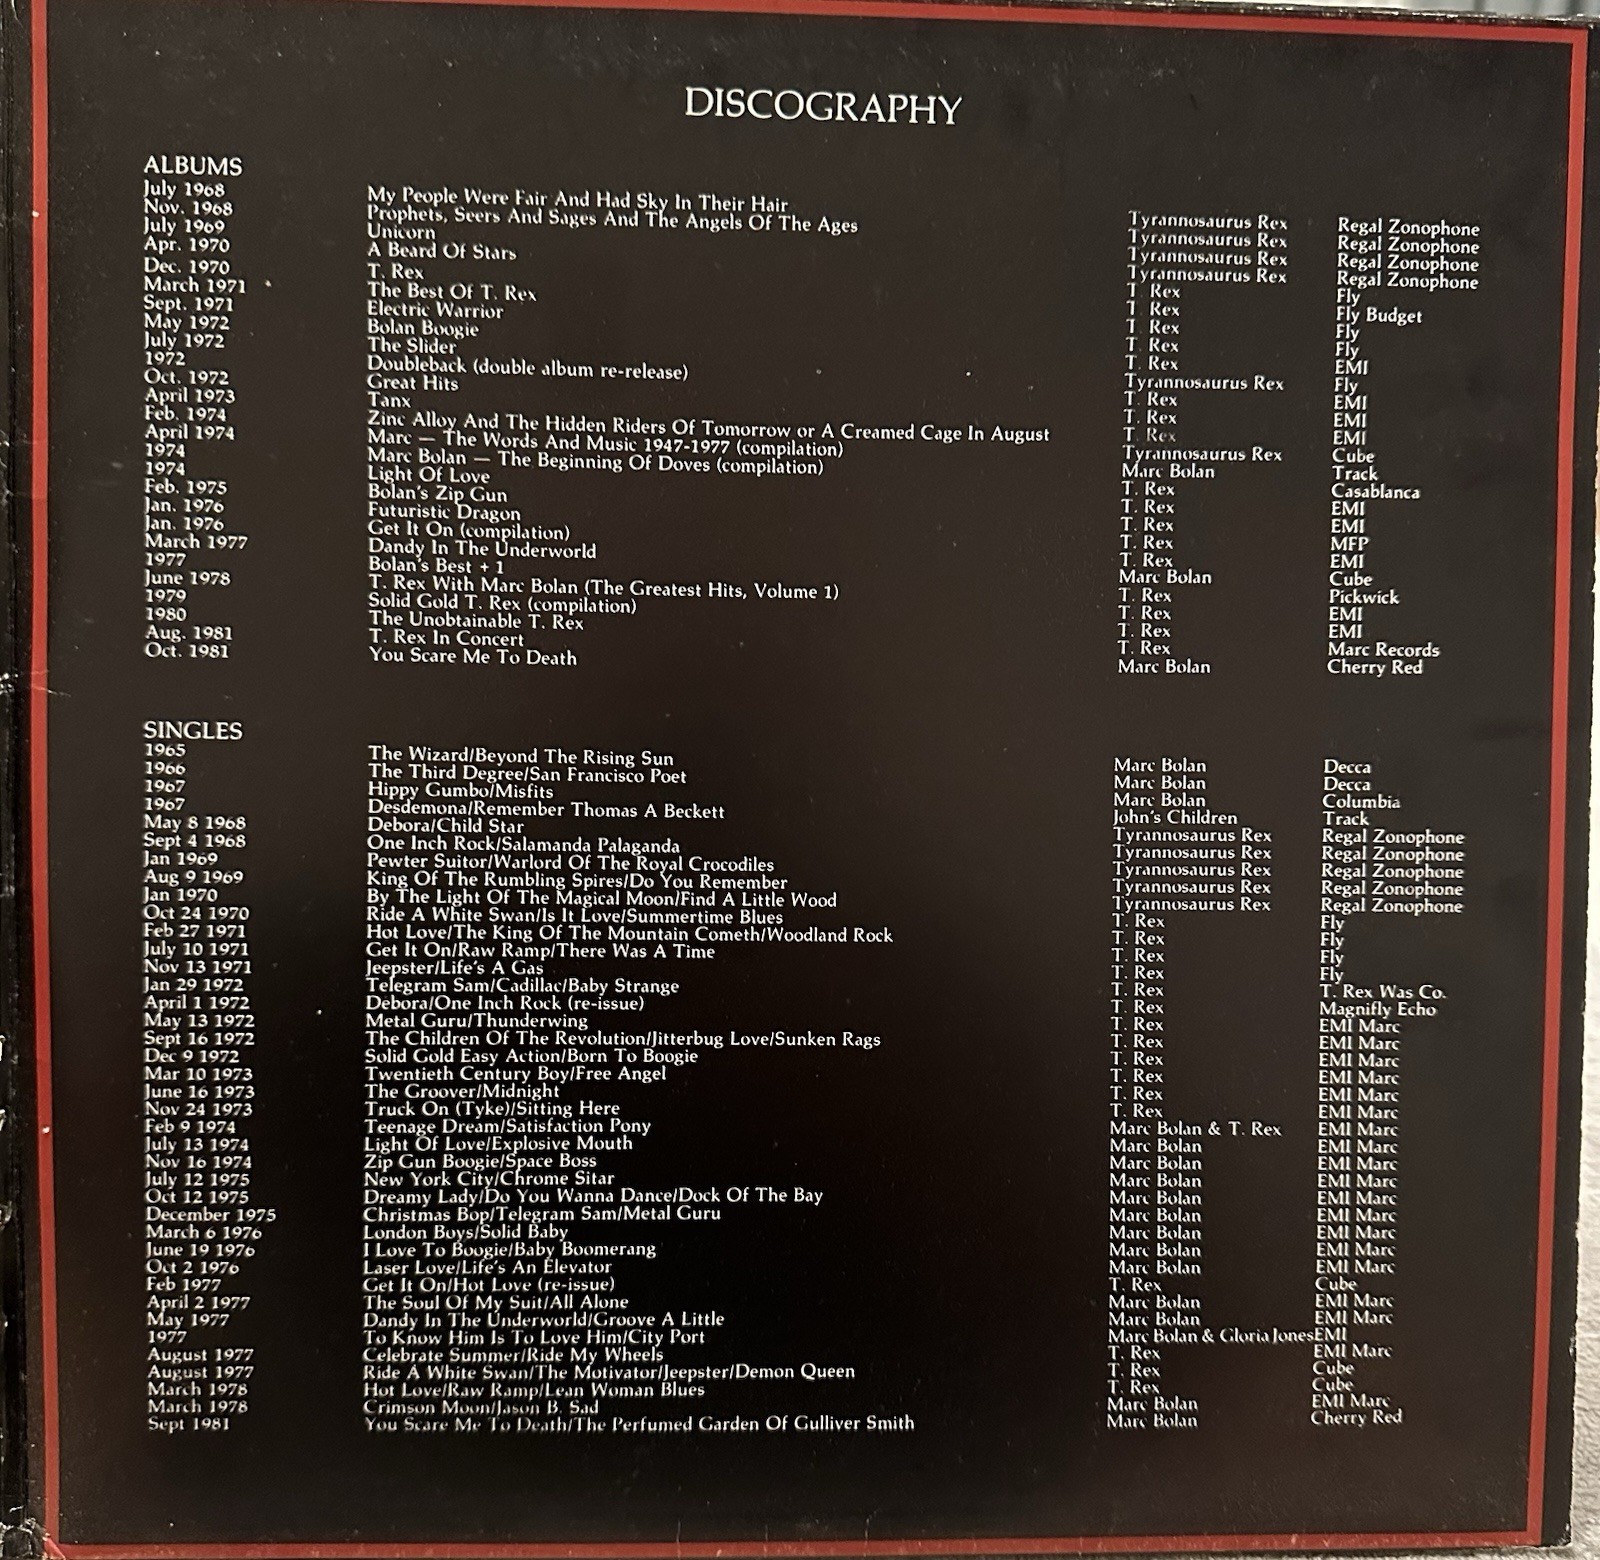 DISCOGRAPHY
ALBUMS
July 1968 My People Were Fair And Had Sky In Their Hair Tyrannosaurus Rex Regal Zonophone
Nov. 1968 Prophets, Seers And Sages And The Angels Of The Ages Tyrannosaurus Rex Regal Zonophone
July 1969 Unicorn Tyrannosaurus Rex Regal Zonophone
Apr. 1970 A Beard Of Stars Tyrannosaurus Rex Regal Zonophone
Dec. 1970 T. Rex T. Rex Fly
March 1971 The Best Of T. Rex T. Rex Fly Budget
Sept. 1971 Electric Warrior T. Rex Fly
May 1972 Bolan Boogie T. Rex Fly
July 1972 The Slider T. Rex EMI
1972 Doubleback (double album re-release) Tyrannosaurus Rex Fly
Oct. 1972 Great Hits T. Rex EMI
April 1973 Tanx T. Rex EMI
Feb. 1974 Zinc Alloy And The Hidden Riders Of Tomorrow or A Creamed Cage In August T. Rex EMI
April 1974 Marc — The Words And Music 1947-1977 (compilation) Tyrannosaurus Rex Cube
1974 Marc Bolan — The Beginning Of Doves (compilation) Marc Bolan Track
1974 Light Of Love T. Rex Casablanca
Feb. 1975 Bolan's Zip Gun T. Rex EMI
Jan. 1976 Futuristic Dragon T. Rex EMI
Jan. 1976 Get It On (compilation) T. Rex MFP
March 1977 Dandy In The Underworld T. Rex EMI
1977 Bolan's Best + 1 Marc Bolan Cube
June 1978 T. Rex With Marc Bolan (The Greatest Hits, Volume 1) T. Rex Pickwick
1979 Solid Gold T. Rex (compilation) T. Rex EMI
1980 The Unobtainable T. Rex T. Rex EMI
Aug. 1981 T. Rex In Concert T. Rex Marc Records
Oct. 1981 You Scare Me To Death Marc Bolan Cherry Red
SINGLES
1965 The Wizard/Beyond The Rising Sun Marc Bolan Decca
1966 The Third Degree/San Francisco Poet Marc Bolan Decca
1967 Hippy Gumbo/Misfits Marc Bolan Columbia
1967 Desdemona/Remember Thomas A Beckett John's Children Track
May 8 1968 Debora/Child Star Tyrannosaurus Rex Regal Zonophone
Sept 4 1968 One Inch Rock/Salamanda Palaganda Tyrannosaurus Rex Regal Zonophone
Jan 1969 Pewter Suitor/Warlord Of The Royal Crocodiles Tyrannosaurus Rex Regal Zonophone
Aug 9 1969 King Of The Rumbling Spires/Do You Remember Tyrannosaurus Rex Regal Zonophone
Jan 1970 By The Light Of The Magical Moon/Find A Little Wood Tyrannosaurus Rex Regal Zonophone
Oct 24 1970 Ride A White Swan/Is It Love/Summertime Blues T. Rex Fly
Feb 27 1971 Hot Love/The King Of The Mountain Cometh/Woodland Rock T. Rex Fly
July 10 1971 Get It On/Raw Ramp/There Was A Time T. Rex Fly
Nov 13 1971 Jeepster/Life's A Gas T. Rex Fly
Jan 29 1972 Telegram Sam/Cadillac/Baby Strange T. Rex T. Rex Was Co.
April 1 1972 Debora/One Inch Rock (re-issue) T. Rex Magnifly Echo
May 13 1972 Metal Guru/Thunderwing T. Rex EMI Marc
Sept 16 1972 The Children Of The Revolution/Jitterbug Love/Sunken Rags T. Rex EMI Marc
Dec 9 1972 Solid Gold Easy Action/Born To Boogie T. Rex EMI Marc
Mar 10 1973 Twentieth Century Boy/Free Angel T. Rex EMI Marc
June 16 1973 The Groover/Midnight T. Rex EMI Marc
Nov 24 1973 Truck On (Tyke)/Sitting Here T. Rex EMI Marc
Feb 9 1974 Teenage Dream/Satisfaction Pony Marc Bolan & T. Rex EMI Marc
July 13 1974 Light Of Love/Explosive Mouth Marc Bolan EMI Marc
Nov 16 1974 Zip Gun Boogie/Space Boss Marc Bolan EMI Marc
July 12 1975 New York City/Chrome Sitar Marc Bolan EMI Marc
Oct 12 1975 Dreamy Lady/Do You Wanna Dance/Dock Of The Bay Marc Bolan EMI Marc
December 1975 Christmas Bop/Telegram Sam/Metal Guru Marc Bolan EMI Marc
March 6 1976 London Boys/Solid Baby Marc Bolan EMI Marc
June 19 1976 I Love To Boogie/Baby Boomerang Marc Bolan EMI Marc
Oct 2 1976 Laser Love/Life's An Elevator Marc Bolan EMI Marc
Feb 1977 Get It On/Hot Love (re-issue) T. Rex Cube
April 2 1977 The Soul Of My Suit/All Alone Marc Bolan EMI Marc
May 1977 Dandy In The Underworld/Groove A Little Marc Bolan EMI Marc
1977 To Know Him Is To Love Him/City Port Marc Bolan & Gloria Jones EMI
August 1977 Celebrate Summer/Ride My Wheels T. Rex EMI Marc
August 1977 Ride A White Swan/The Motivator/Jeepster/Demon Queen T. Rex Cube
March 1978 Hot Love/Raw Ramp/Lean Woman Blues T. Rex Cube
March 1978 Crimson Moon/Jason B. Sad Marc Bolan EMI Marc
Sept 1981 You Scare Me To Death/The Perfumed Garden Of Gulliver Smith Marc Bolan Cherry Red